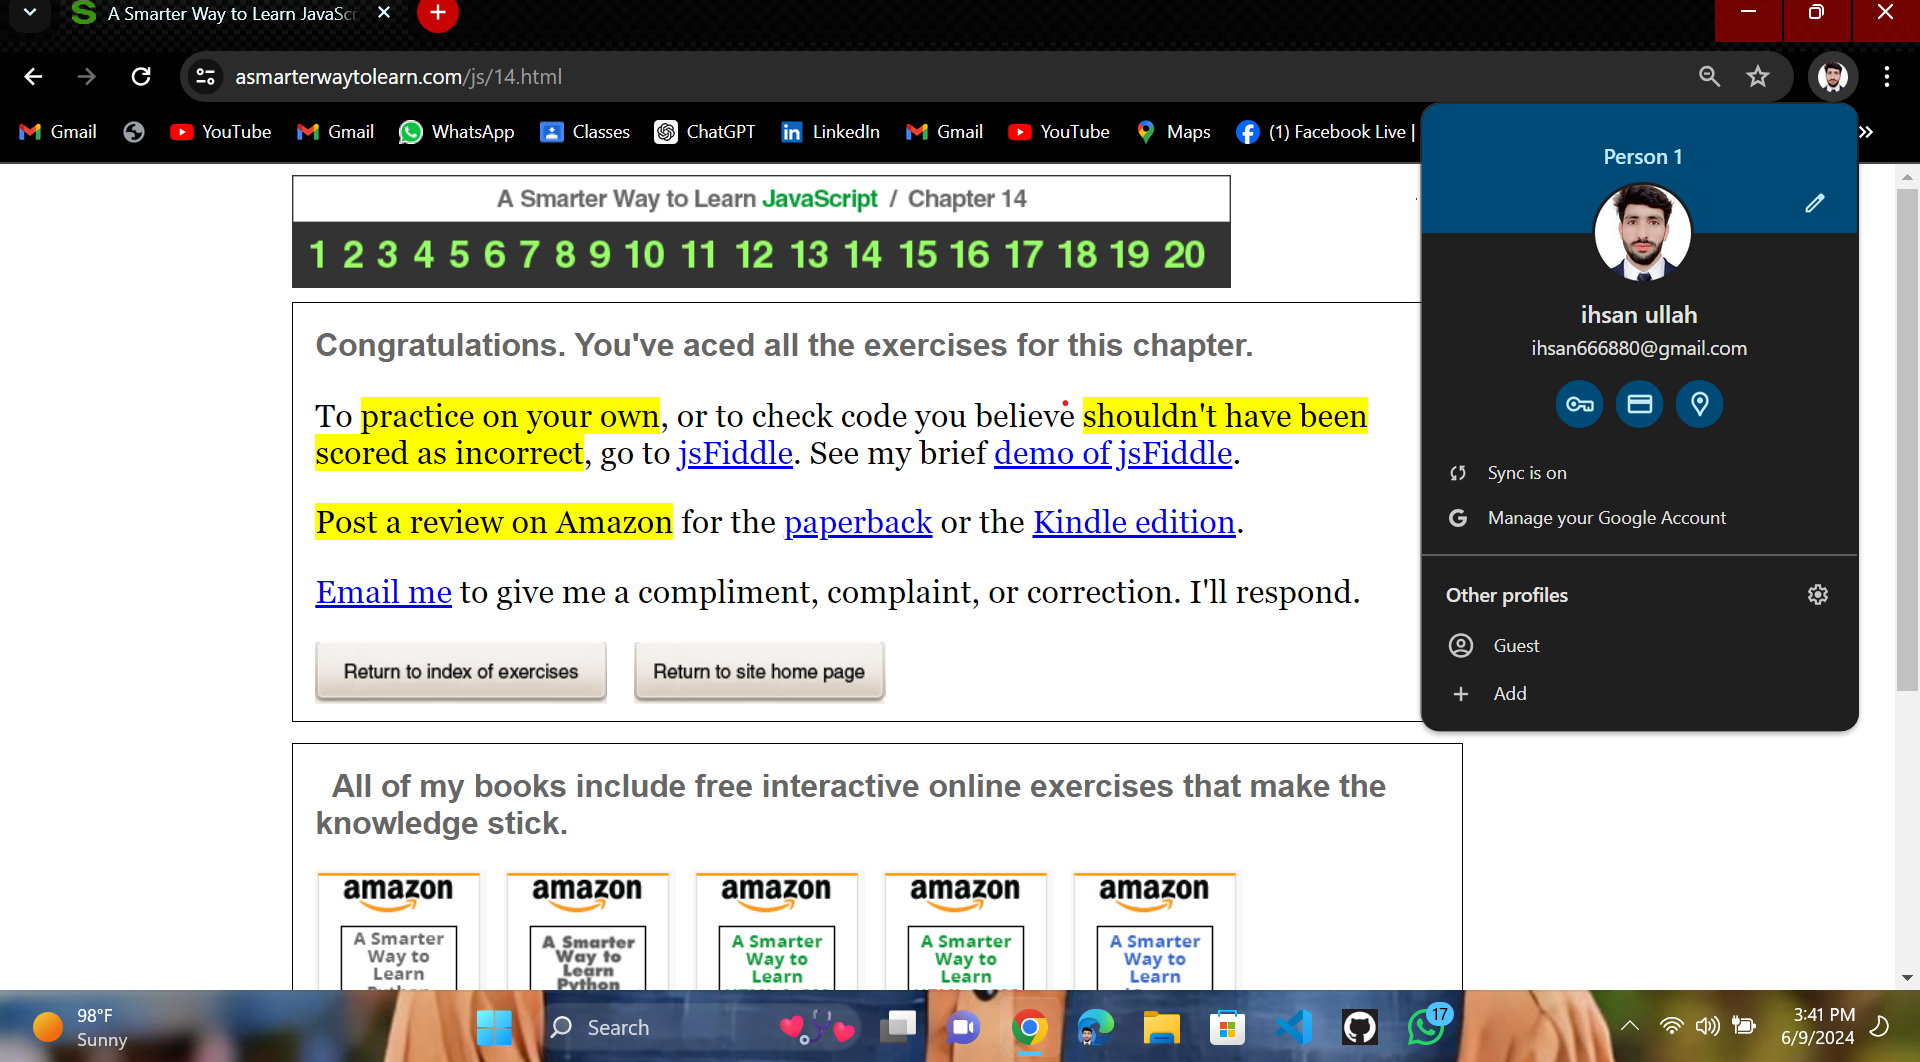 A Smarter Way to Learn JavaScr
asmarterwaytolearn.com/js/14.html
Gmail YouTube Gmail WhatsApp Classes ChatGPT LinkedIn Gmail YouTube Maps (1) Facebook Live |
A Smarter Way to Learn JavaScript / Chapter 14
1 2 3 4 5 6 7 8 9 10 11 12 13 14 15 16 17 18 19 20
Congratulations. You've aced all the exercises for this chapter.
To practice on your own, or to check code you believe shouldn't have been
scored as incorrect, go to jsFiddle. See my brief demo of jsFiddle.
Post a review on Amazon for the paperback or the Kindle edition.
Email me to give me a compliment, complaint, or correction. I'll respond.
Return to index of exercises Return to site home page
Person 1
ihsan ullah
ihsan666880@gmail.com
Sync is on
Manage your Google Account
Other profiles
Guest
Add
All of my books include free interactive online exercises that make the
knowledge stick.
amazon amazon amazon amazon amazon
A Smarter A Smarter A Smarter A Smarter A Smarter
Way to Way to Way to Way to Way to
Learn Learn Learn Learn Learn
Python Python
98°F
Sunny
Search
17
3:41 PM
6/9/2024